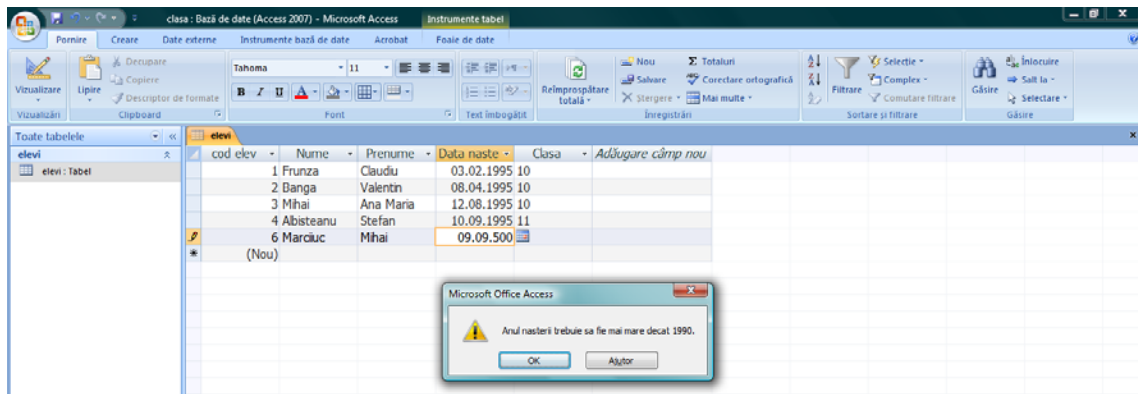 clasa : Bază de date (Access 2007) - Microsoft Access Instrumente tabel
Pornire Creare Date externe Instrumente bază de date Acrobat Foaie de date
Vizualizare
Vizualizări
Lipire
Decupare
Copiere
Descriptor de formate
Clipboard
Tahoma 11
B I U A
Font
Text îmbogățit
Reîmprospătare
totală
Nou
Salvare
Ștergere
Totaluri
Corectare ortografică
Mai multe
Înregistrări
Filtrare
Selecție
Complex
Comutare filtrare
Sortare și filtrare
Găsire
Înlocuire
Salt la
Selectare
Găsire
Toate tabelele
elevi
elevi : Tabel
elevi
cod elev Nume Prenume Data naste Clasa Adăugare câmp nou
1 Frunza Claudiu 03.02.1995 10
2 Banga Valentin 08.04.1995 10
3 Mihai Ana Maria 12.08.1995 10
4 Albisteanu Stefan 10.09.1995 11
6 Marciuc Mihai 09.09.500
(Nou)
Microsoft Office Access
Anul nasterii trebuie sa fie mai mare decat 1990.
OK Ajutor